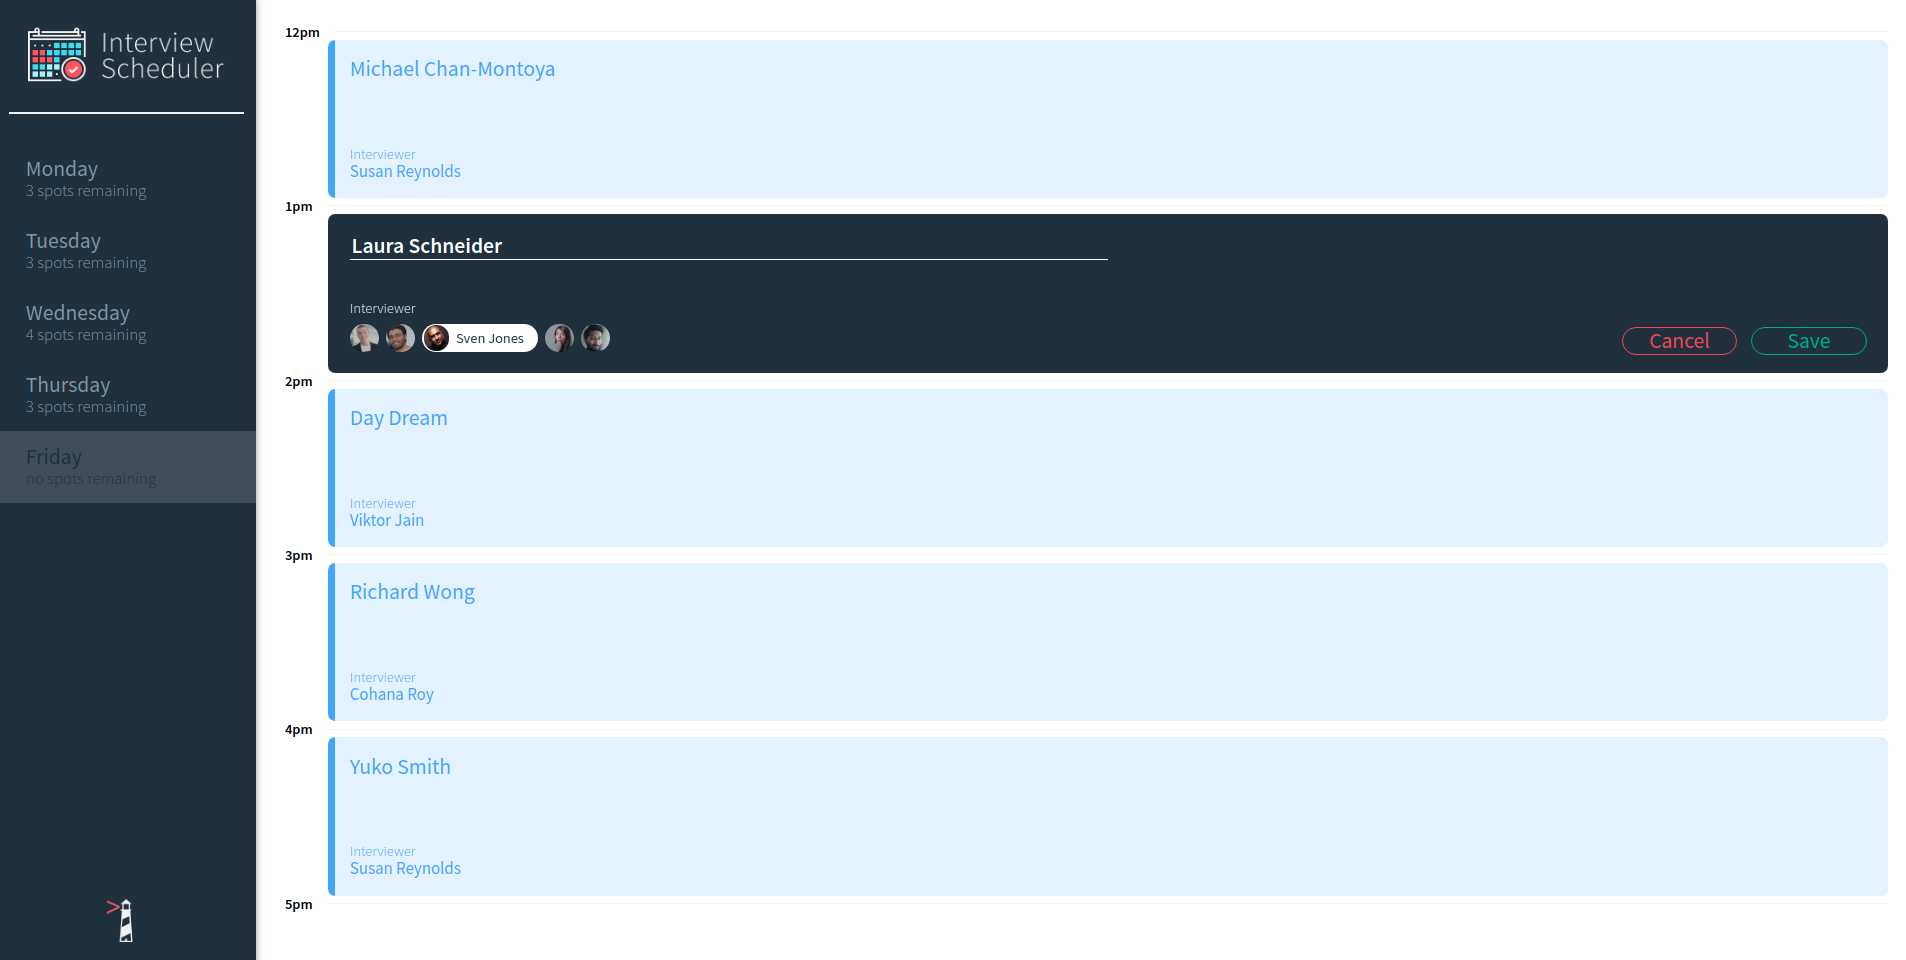 Interview
Scheduler
Monday
3 spots remaining
Tuesday
3 spots remaining
Wednesday
4 spots remaining
Thursday
3 spots remaining
Friday
no spots remaining
12pm
Michael Chan-Montoya
Interviewer
Susan Reynolds
1pm
Laura Schneider
Interviewer
Sven Jones
Cancel
Save
2pm
Day Dream
Interviewer
Viktor Jain
3pm
Richard Wong
Interviewer
Cohana Roy
4pm
Yuko Smith
Interviewer
Susan Reynolds
5pm